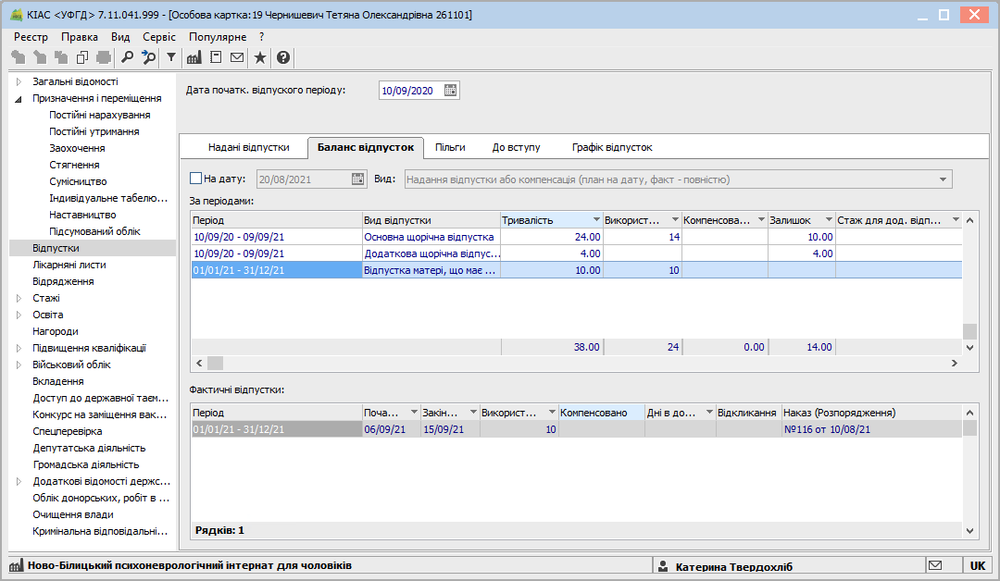 КІАС <УФГД> 7.11.041.999 - [Особова картка:19 Чернишевич Тетяна Олександрівна 261101]
Реєстр Правка Вид Сервіс Популярне ?
Загальні відомості
Призначення і переміщення
Постійні нарахування
Постійні утримання
Заохочення
Стягнення
Сумісництво
Індивідуальне табелю...
Наставництво
Підсумований облік
Відпустки
Лікарняні листи
Відрядження
Стажі
Освіта
Нагороди
Підвищення кваліфікації
Військовий облік
Вкладення
Доступ до державної таєм...
Конкурс на заміщення вак...
Спецперевірка
Депутатська діяльність
Громадська діяльність
Додаткові відомості держс...
Облік донорських, робіт в ...
Очищення влади
Кримінальна відповідальні...
Дата початк. відпускного періоду: 10/09/2020
Надані відпустки Баланс відпусток Пільги До вступу Графік відпусток
На дату: 20/08/2021 Вид: Надання відпустки або компенсація (план на дату, факт - повністю)
За періодами:
Період Вид відпустки Тривалість Використ... Компенсова... Залишок Стаж для дод. відп...
10/09/20 - 09/09/21 Основна щорічна відпустка 24.00 14 10.00
10/09/20 - 09/09/21 Додаткова щорічна відпус... 4.00 4.00
01/01/21 - 31/12/21 Відпустка матері, що має ... 10.00 10
38.00 24 0.00 14.00
Фактичні відпустки:
Період Поча... Закін... Використ... Компенсовано Дні в до... Відкликання Наказ (Розпорядження)
01/01/21 - 31/12/21 06/09/21 15/09/21 10 №116 от 10/08/21
Рядків: 1
Ново-Білицький психоневрологічний інтернат для чоловіків Катерина Твердохліб UK